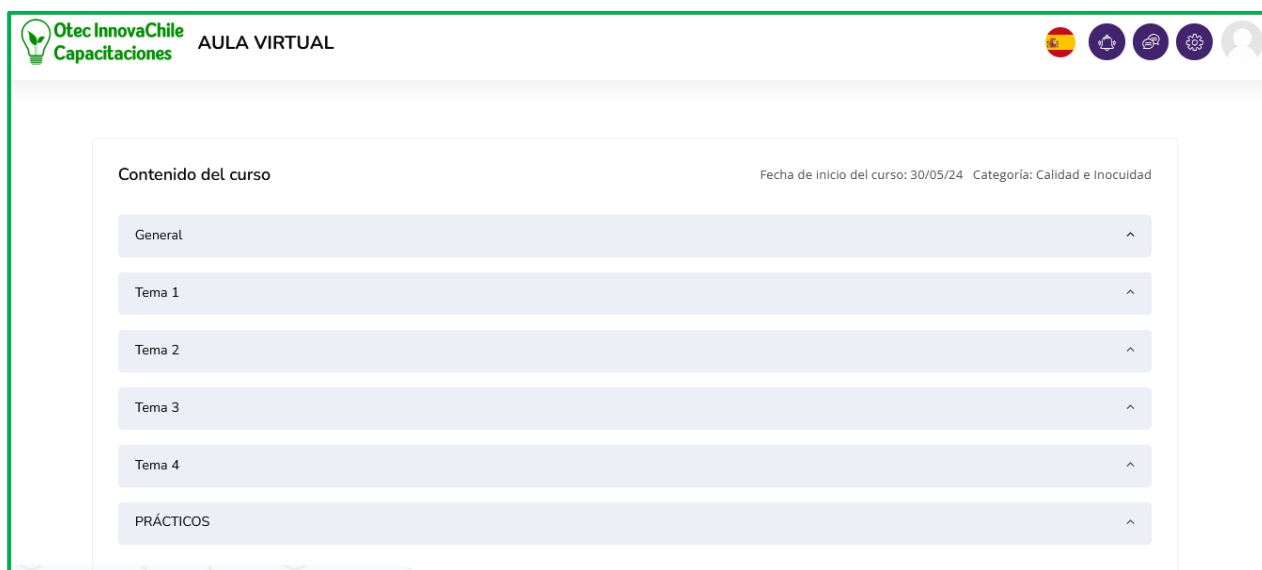 Otec InnovaChile
Capacitaciones
AULA VIRTUAL
Contenido del curso
Fecha de inicio del curso: 30/05/24 Categoría: Calidad e Inocuidad
General
Tema 1
Tema 2
Tema 3
Tema 4
PRÁCTICOS